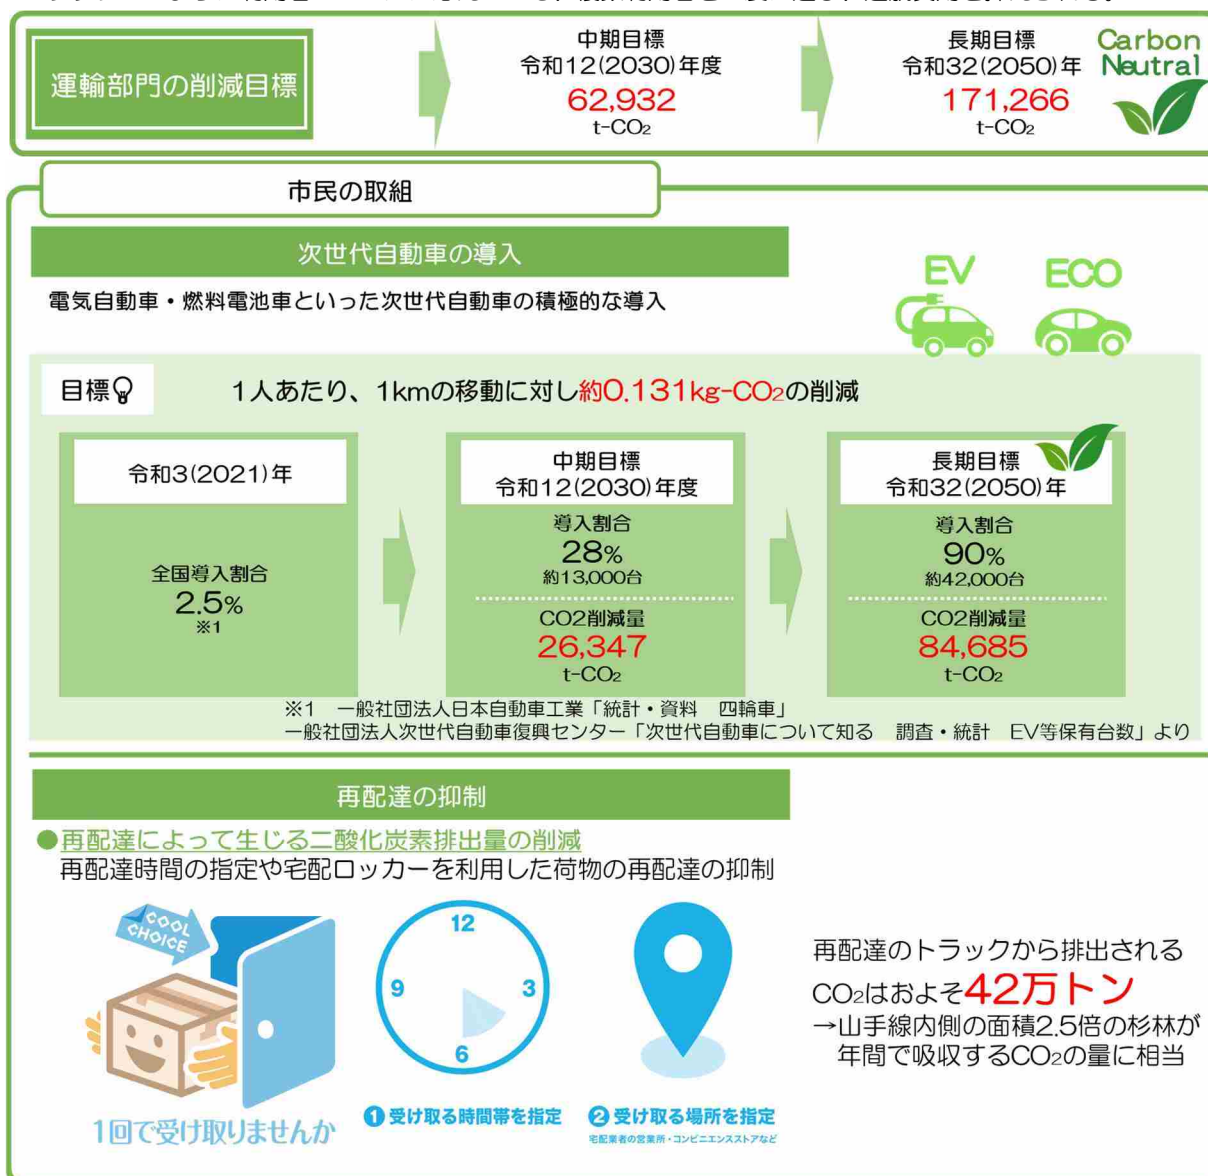 運輸部門の削減目標
中期目標
令和12(2030)年度
62,932
t-CO₂
長期目標
令和32(2050)年
171,266
t-CO₂
Carbon
Neutral
市民の取組
次世代自動車の導入
電気自動車・燃料電池車といった次世代自動車の積極的な導入
EV
ECO
目標
1人あたり、1kmの移動に対し約0.131kg-CO₂の削減
令和3(2021)年
全国導入割合
2.5%
※1
中期目標
令和12(2030)年度
導入割合
28%
約13,000台
CO2削減量
26,347
t-CO₂
長期目標
令和32(2050)年
導入割合
90%
約42,000台
CO2削減量
84,685
t-CO₂
※1 一般社団法人日本自動車工業「統計・資料 四輪車」
一般社団法人次世代自動車復興センター「次世代自動車について知る 調査・統計 EV等保有台数」より
再配達の抑制
●再配達によって生じる二酸化炭素排出量の削減
再配達時間の指定や宅配ロッカーを利用した荷物の再配達の抑制
COOL
CHOICE
1回で受け取りませんか
12
3
6
9
①受け取る時間帯を指定
②受け取る場所を指定
宅配業者の営業所・コンビニエンスストアなど
再配達のトラックから排出される
CO₂はおよそ42万トン
→山手線内側の面積2.5倍の杉林が
年間で吸収するCO₂の量に相当